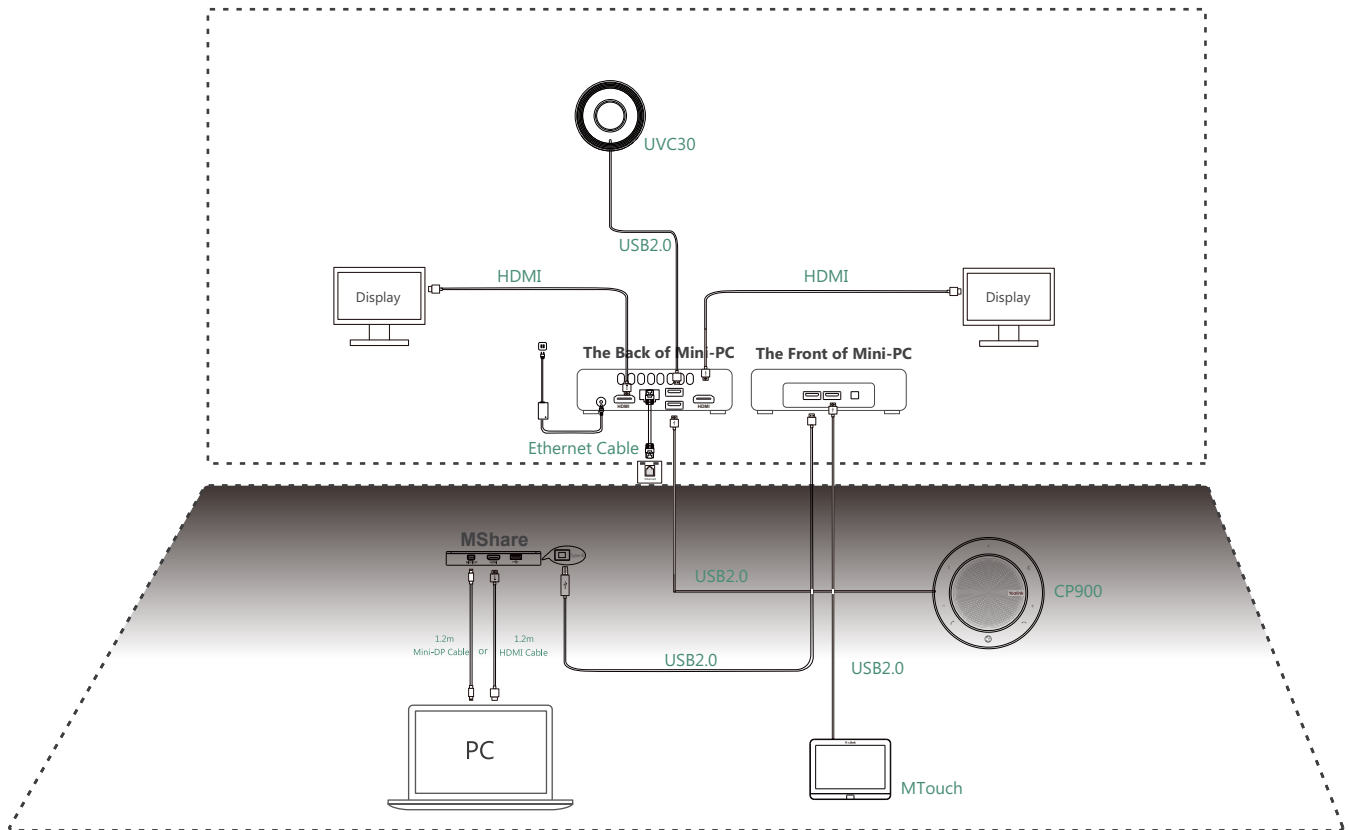 UVC30
USB2.0
HDMI
HDMI
Display
Display
The Back of Mini-PC
The Front of Mini-PC
HDMI
HDMI
Ethernet Cable
MShare
USB2.0
Yealink
CP900
1.2m
Mini-DP Cable
or
1.2m
HDMI Cable
USB2.0
USB2.0
PC
Yealink
MTouch